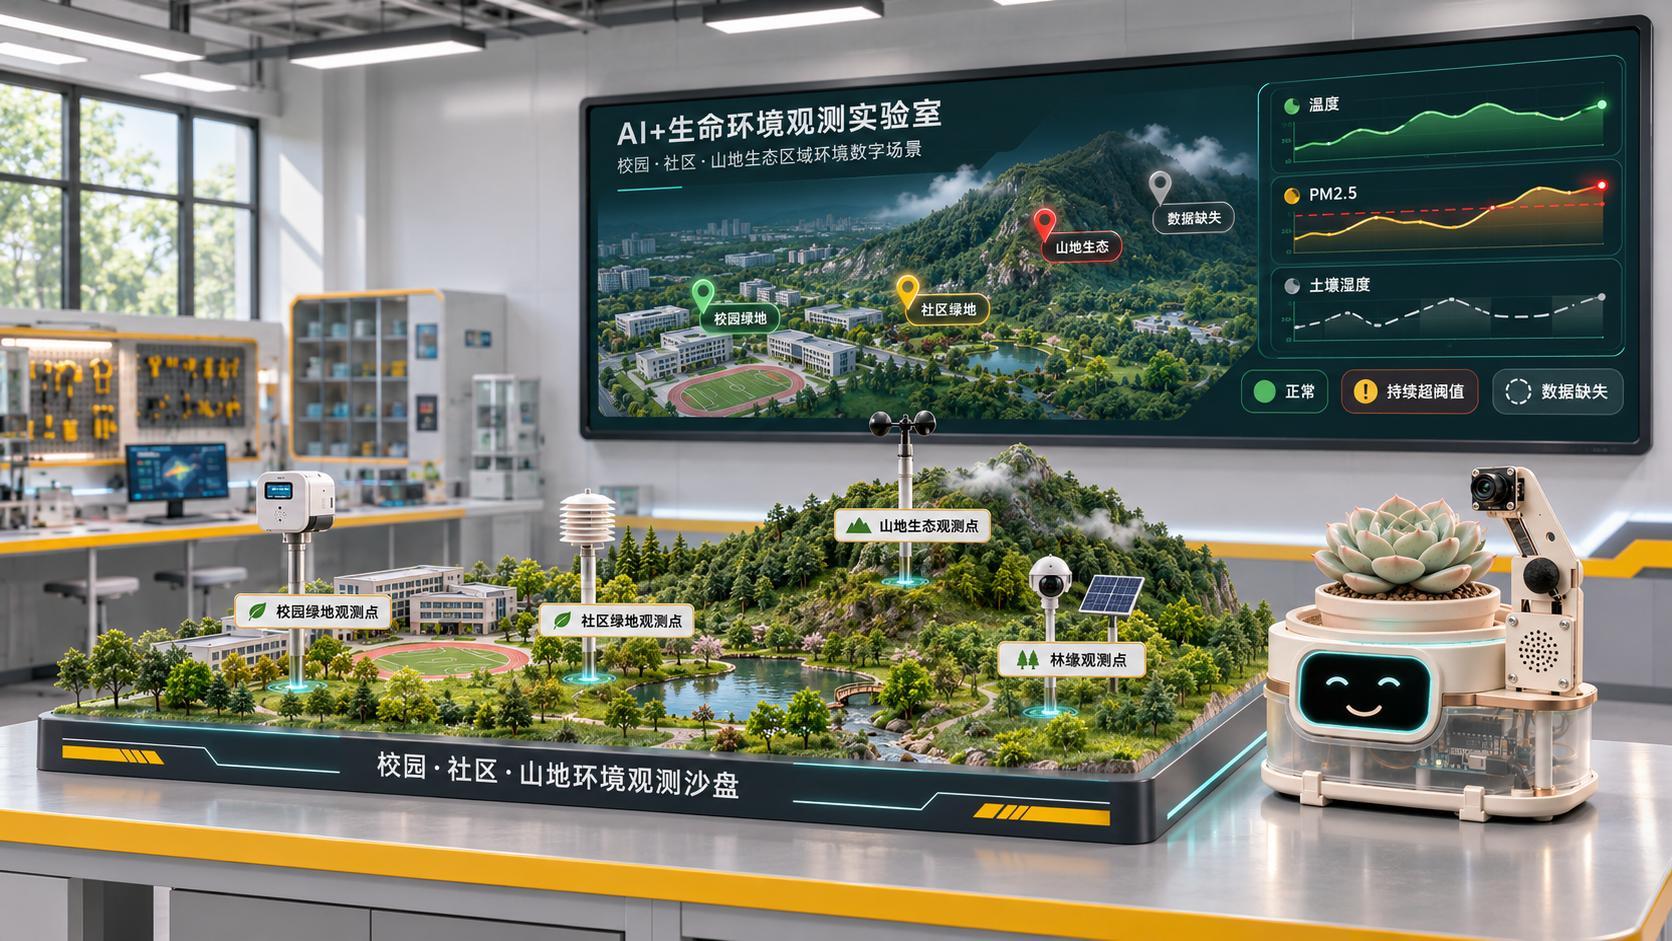 AI+生命环境观测实验室
校园·社区·山地生态区域环境数字场景
数据缺失
山地生态
校园绿地
社区绿地
温度
PM2.5
土壤湿度
正常
持续超阈值
数据缺失
山地生态观测点
校园绿地观测点
社区绿地观测点
林缘观测点
校园·社区·山地环境观测沙盘